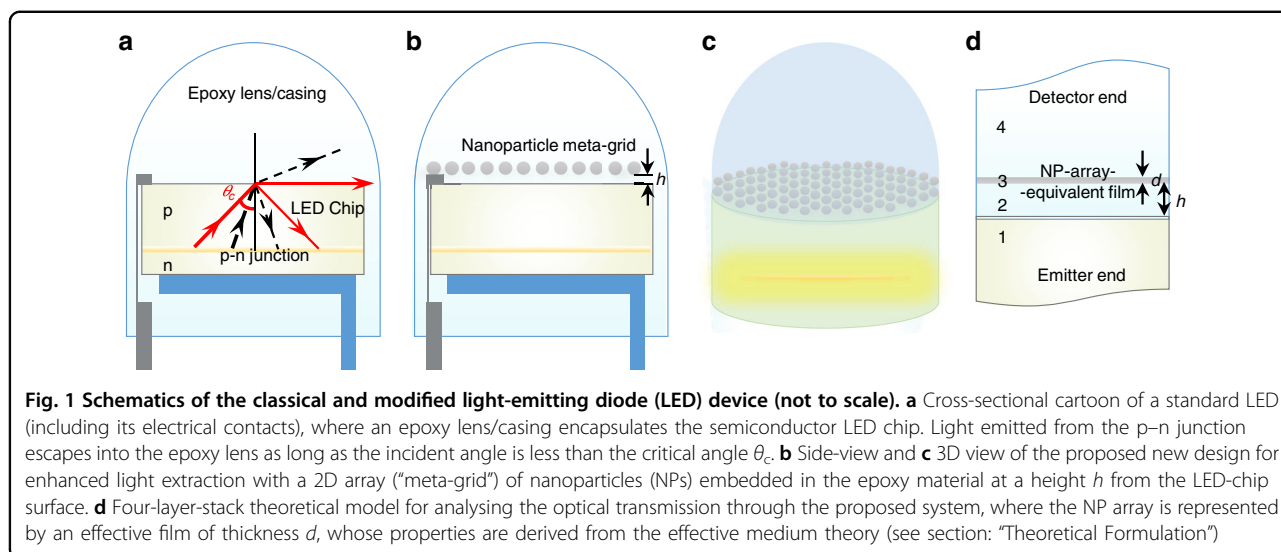 a
b
c
d
Epoxy lens/casing
θc
p
LED Chip
p-n junction
n
Nanoparticle meta-grid
h
Detector end
4
NP-array-
3
d
-equivalent film
2
h
1
Emitter end
Fig. 1 Schematics of the classical and modified light-emitting diode (LED) device (not to scale). a Cross-sectional cartoon of a standard LED
(including its electrical contacts), where an epoxy lens/casing encapsulates the semiconductor LED chip. Light emitted from the p–n junction
escapes into the epoxy lens as long as the incident angle is less than the critical angle θc. b Side-view and c 3D view of the proposed new design for
enhanced light extraction with a 2D array (“meta-grid”) of nanoparticles (NPs) embedded in the epoxy material at a height h from the LED-chip
surface. d Four-layer-stack theoretical model for analysing the optical transmission through the proposed system, where the NP array is represented
by an effective film of thickness d, whose properties are derived from the effective medium theory (see section: “Theoretical Formulation”)